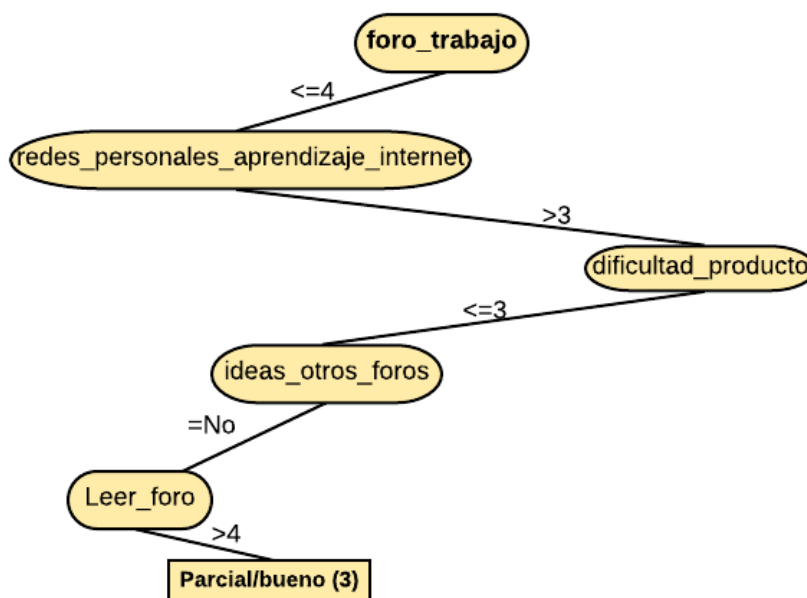 foro_trabajo
<=4
redes_personales_aprendizaje_internet
>3
dificultad_producto
<=3
ideas_otros_foros
=No
Leer_foro
>4
Parcial/bueno (3)